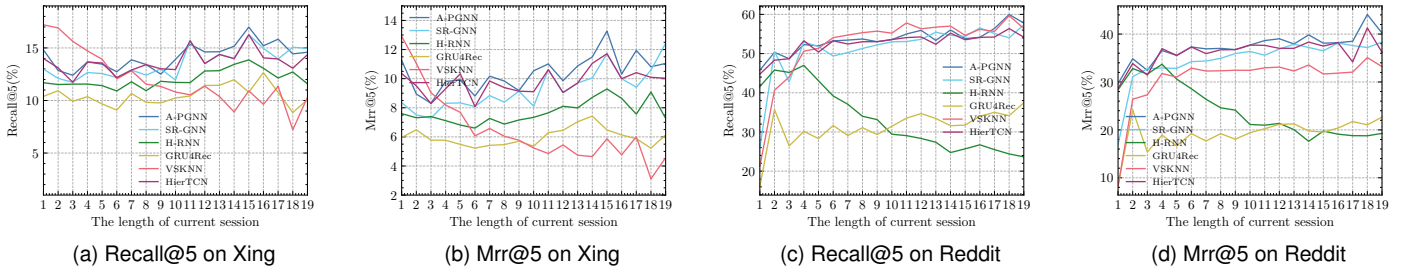 Recall@5(%)
15
10
5
A-PGNN
SR-GNN
H-RNN
GRU4Rec
VSKNN
HierTCN
1 2 3 4 5 6 7 8 9 10 11 12 13 14 15 16 17 18 19
The length of current session
(a) Recall@5 on Xing
Mrr@5(%)
14
12
10
8
6
4
2
0
A-PGNN
SR-GNN
H-RNN
GRU4Rec
VSKNN
HierTCN
1 2 3 4 5 6 7 8 9 10 11 12 13 14 15 16 17 18 19
The length of current session
(b) Mrr@5 on Xing
Recall@5(%)
60
50
40
30
20
A-PGNN
SR-GNN
H-RNN
GRU4Rec
VSKNN
HierTCN
1 2 3 4 5 6 7 8 9 10 11 12 13 14 15 16 17 18 19
The length of current session
(c) Recall@5 on Reddit
Mrr@5(%)
40
30
20
10
A-PGNN
SR-GNN
H-RNN
GRU4Rec
VSKNN
HierTCN
1 2 3 4 5 6 7 8 9 10 11 12 13 14 15 16 17 18 19
The length of current session
(d) Mrr@5 on Reddit